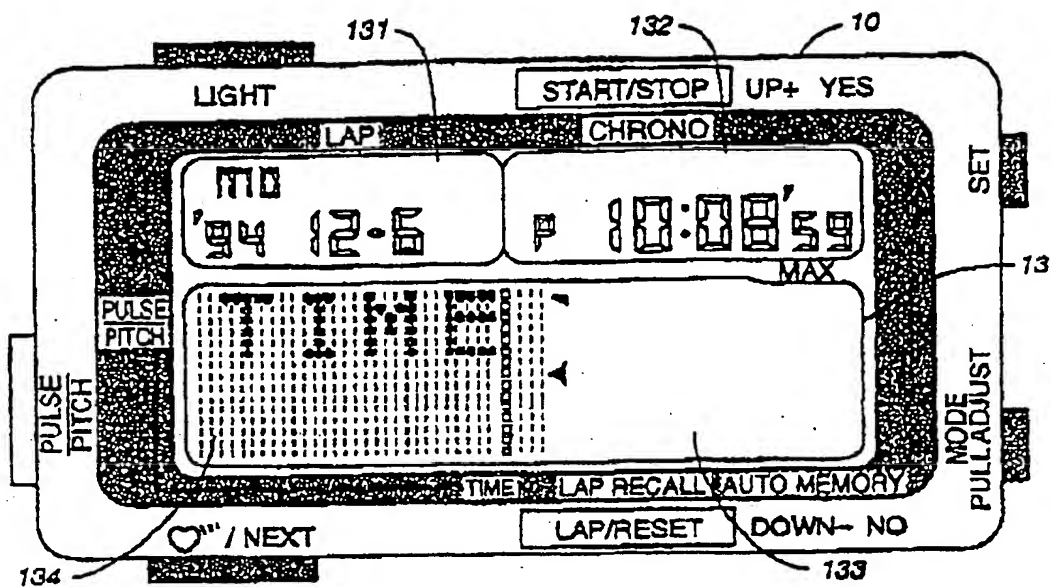 131
132
10
LIGHT
START/STOP UP+ YES
LAP
CHRONO
SET
MO
'94 12-6
P 10:08'59
MAX
13
PULSE
PITCH
TIME
PULSE
PITCH
MODE
PULL/ADJUST
TIME LAP RECALL AUTO MEMORY
♡ / NEXT
LAP/RESET DOWN- NO
134
133